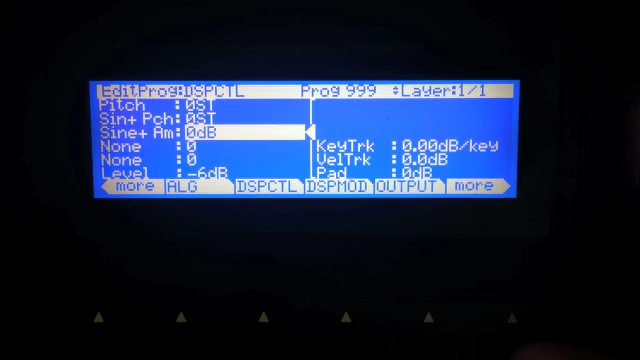 EditProg:DSPCTL Prog 999 ÷Layer:1/1
Pitch :0ST
Sin+ Pch:0ST
Sine+ Am:0dB
None :0 KeyTrk :0.00dB/key
None :0 VelTrk :0.0dB
Level :-6dB Pad :0dB
more ALG DSPCTL DSPMOD OUTPUT more